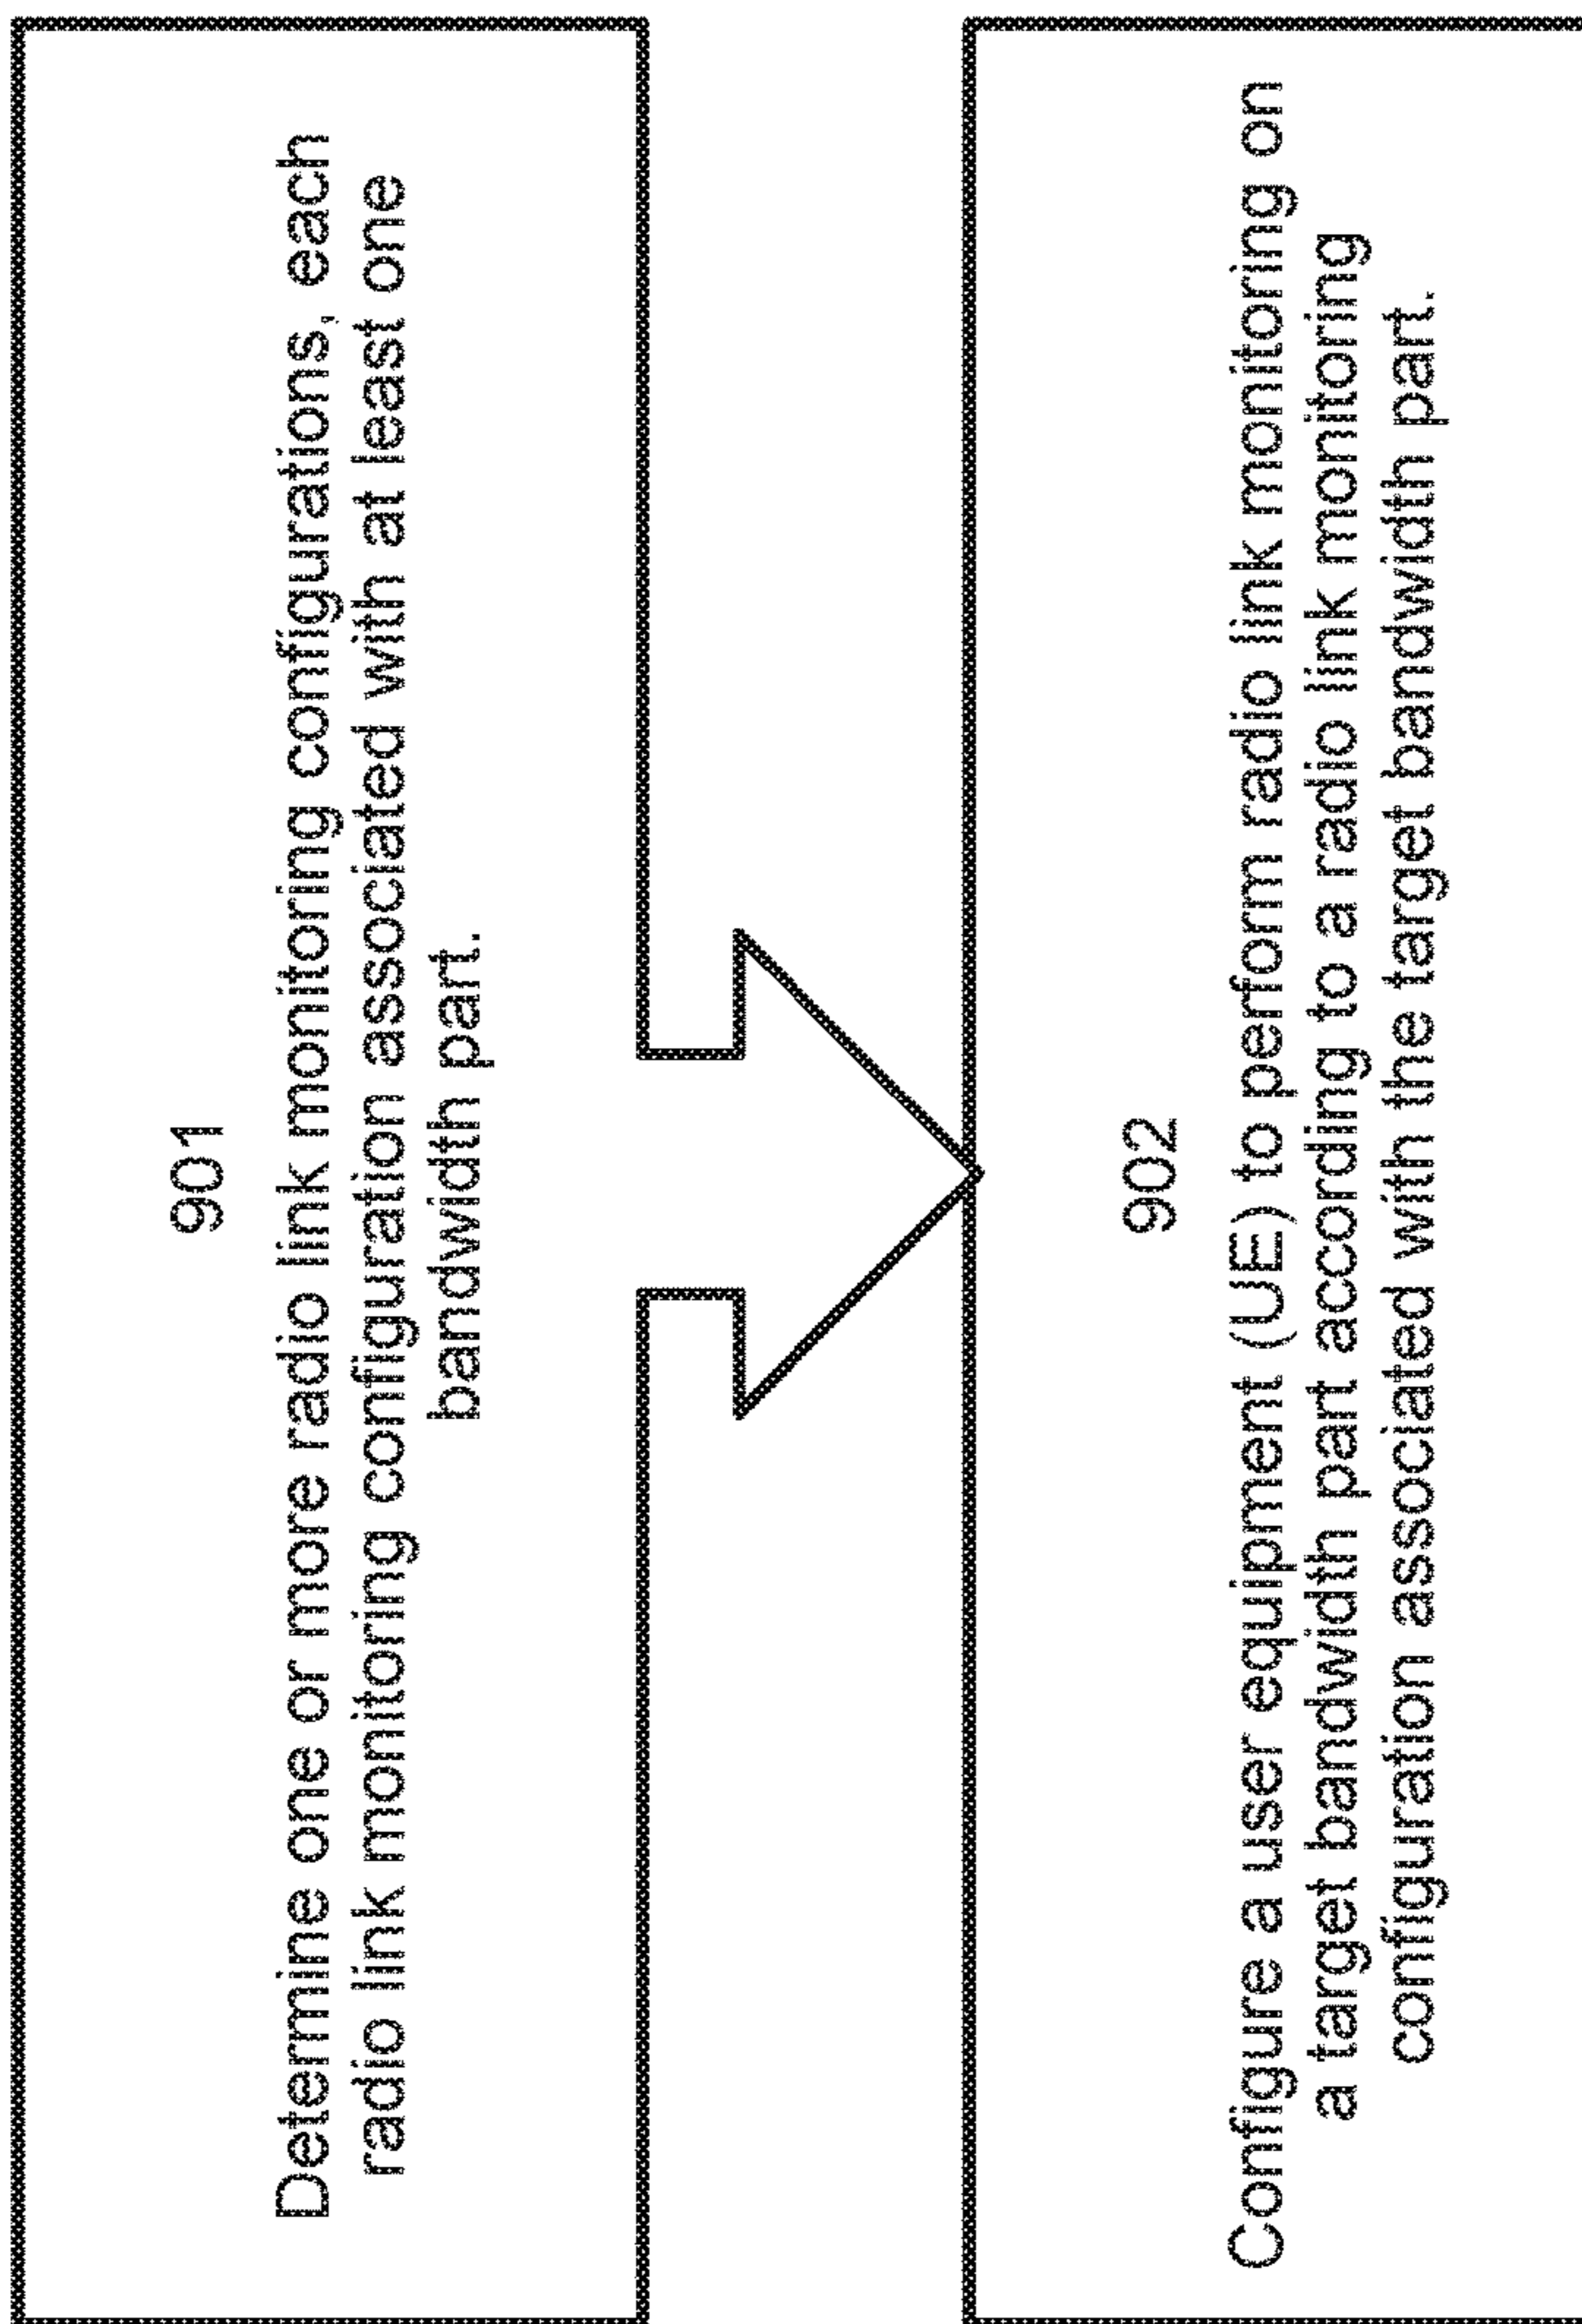 901
Determine one or more radio link monitoring configurations, each
radio link monitoring configuration associated with at least one
bandwidth part.
902
Configure a user equipment (UE) to perform radio link monitoring on
a target bandwidth part according to a radio link monitoring
configuration associated with the target bandwidth part.